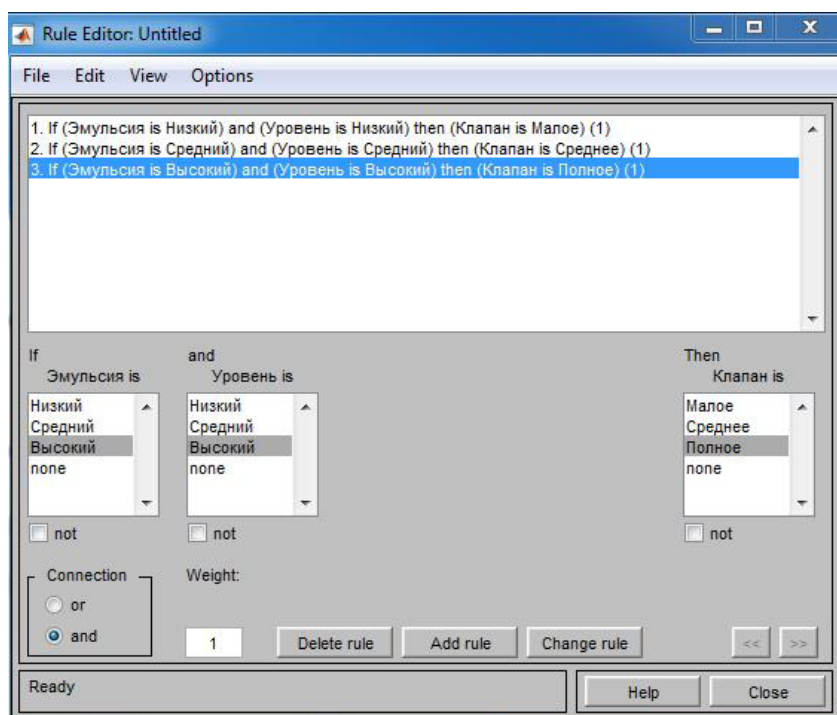 Rule Editor: Untitled
File Edit View Options
1. If (Эмульсия is Низкий) and (Уровень is Низкий) then (Клапан is Малое) (1)
2. If (Эмульсия is Средний) and (Уровень is Средний) then (Клапан is Среднее) (1)
3. If (Эмульсия is Высокий) and (Уровень is Высокий) then (Клапан is Полное) (1)
If and Then
Эмульсия is Уровень is Клапан is
Низкий Низкий Малое
Средний Средний Среднее
Высокий Высокий Полное
none none none
not not not
Connection Weight:
or
and 1 Delete rule Add rule Change rule << >>
Ready Help Close